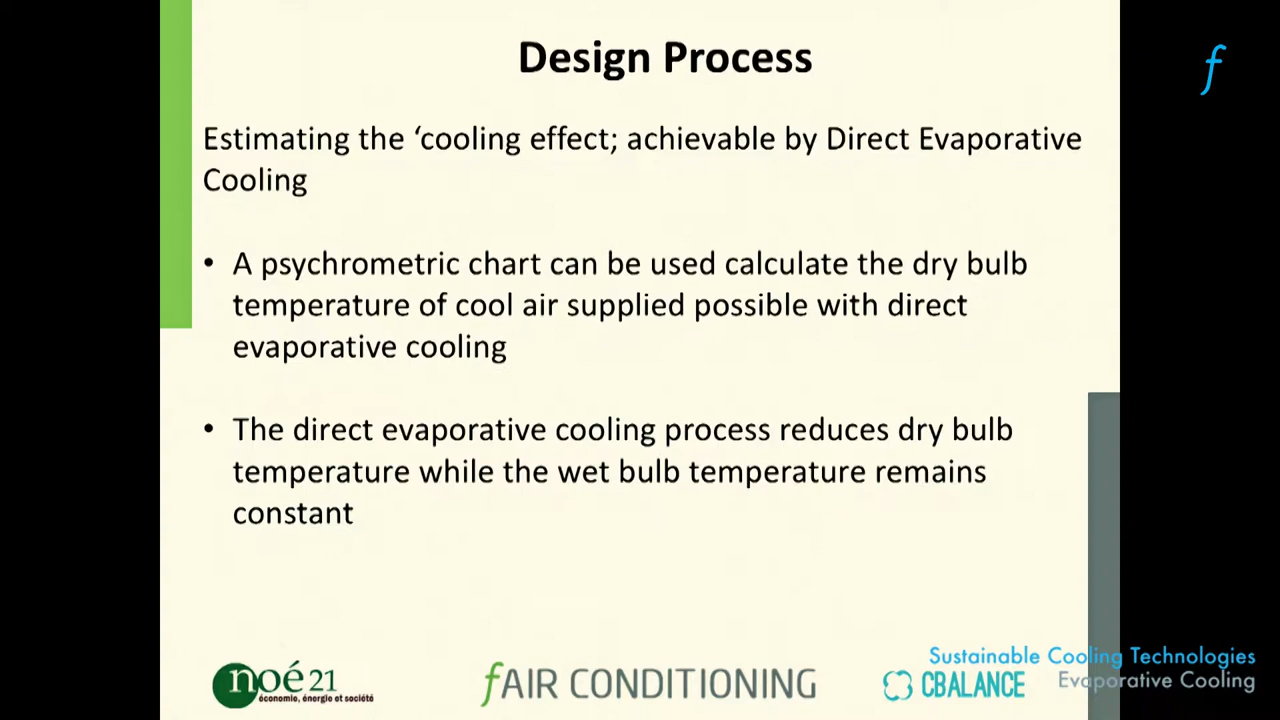 Design Process
f
Estimating the ‘cooling effect; achievable by Direct Evaporative
Cooling
• A psychrometric chart can be used calculate the dry bulb
temperature of cool air supplied possible with direct
evaporative cooling
• The direct evaporative cooling process reduces dry bulb
temperature while the wet bulb temperature remains
constant
noé 21
économie, énergie et société
fAIR CONDITIONING
Sustainable Cooling Technologies
CBALANCE Evaporative Cooling